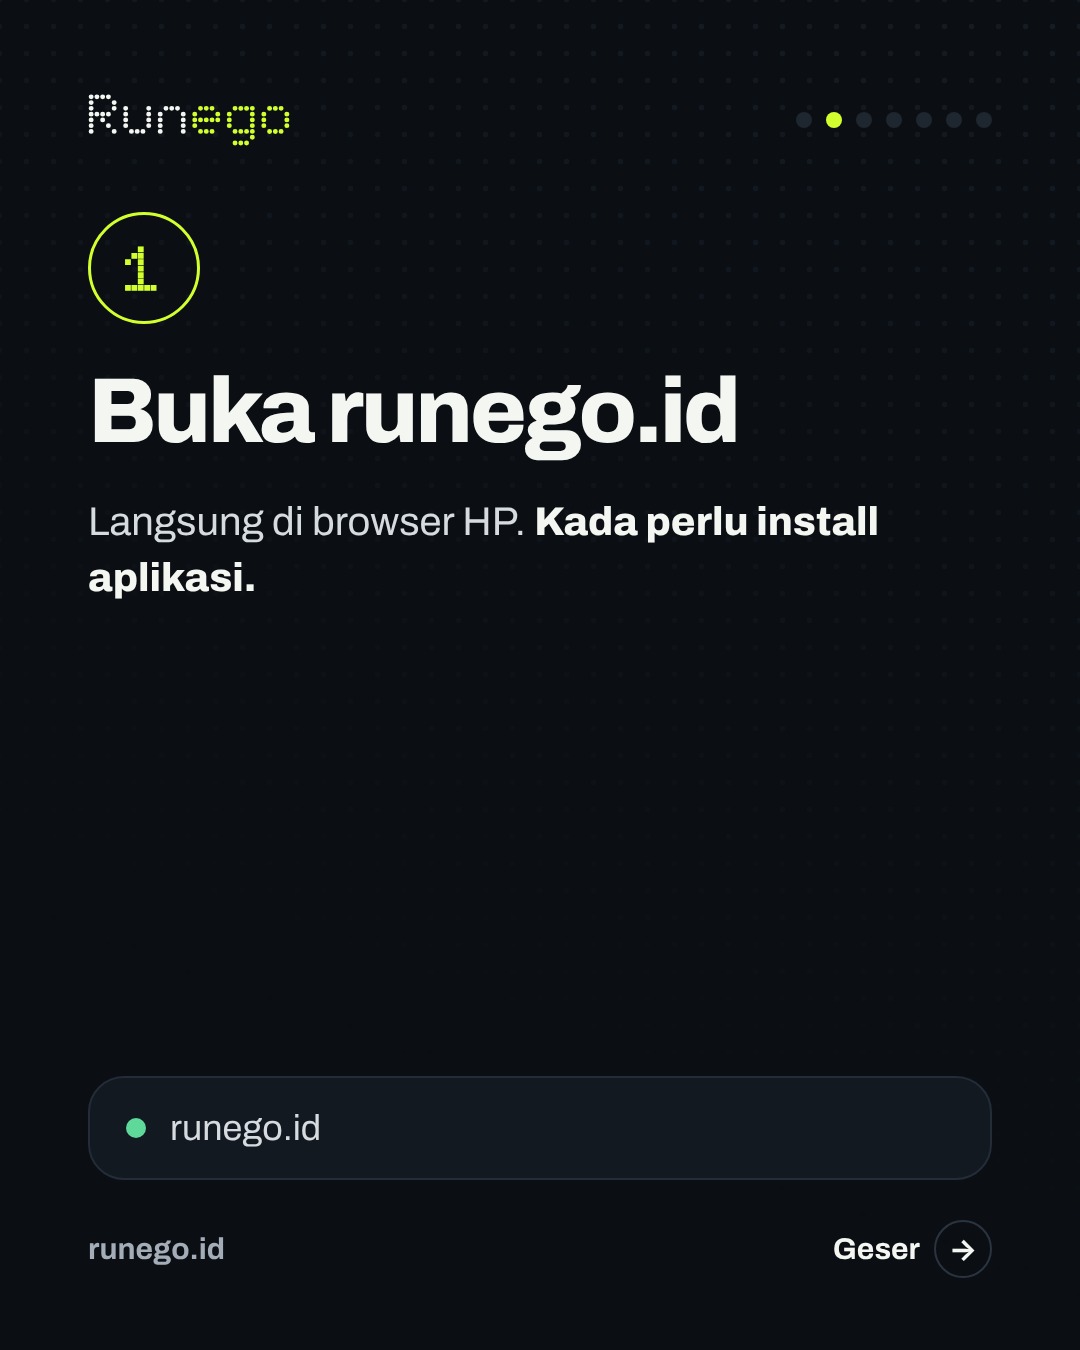 Runego
1
Buka runego.id
Langsung di browser HP. Kada perlu install
aplikasi.
runego.id
runego.id
Geser →